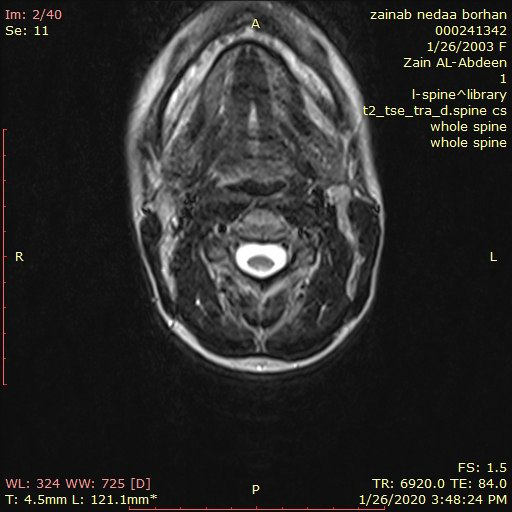 Im: 2/40
Se: 11
A
zainab nedaa borhan
000241342
1/26/2003 F
Zain AL-Abdeen
1
l-spine^library
t2_tse_tra_d.spine cs
whole spine
whole spine
R
L
WL: 324 WW: 725 [D]
T: 4.5mm L: 121.1mm*
P
FS: 1.5
TR: 6920.0 TE: 84.0
1/26/2020 3:48:24 PM